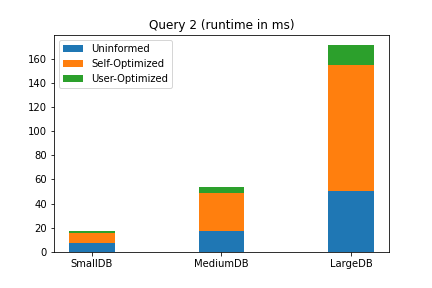 Query 2 (runtime in ms)
Uninformed
Self-Optimized
User-Optimized
160
140
120
100
80
60
40
20
0
SmallDB MediumDB LargeDB